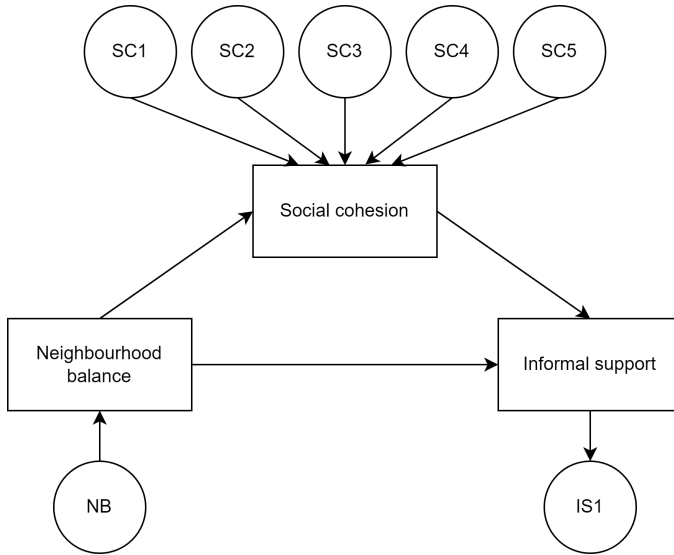 SC1
SC2
SC3
SC4
SC5
Social cohesion
Neighbourhood
balance
Informal support
NB
IS1